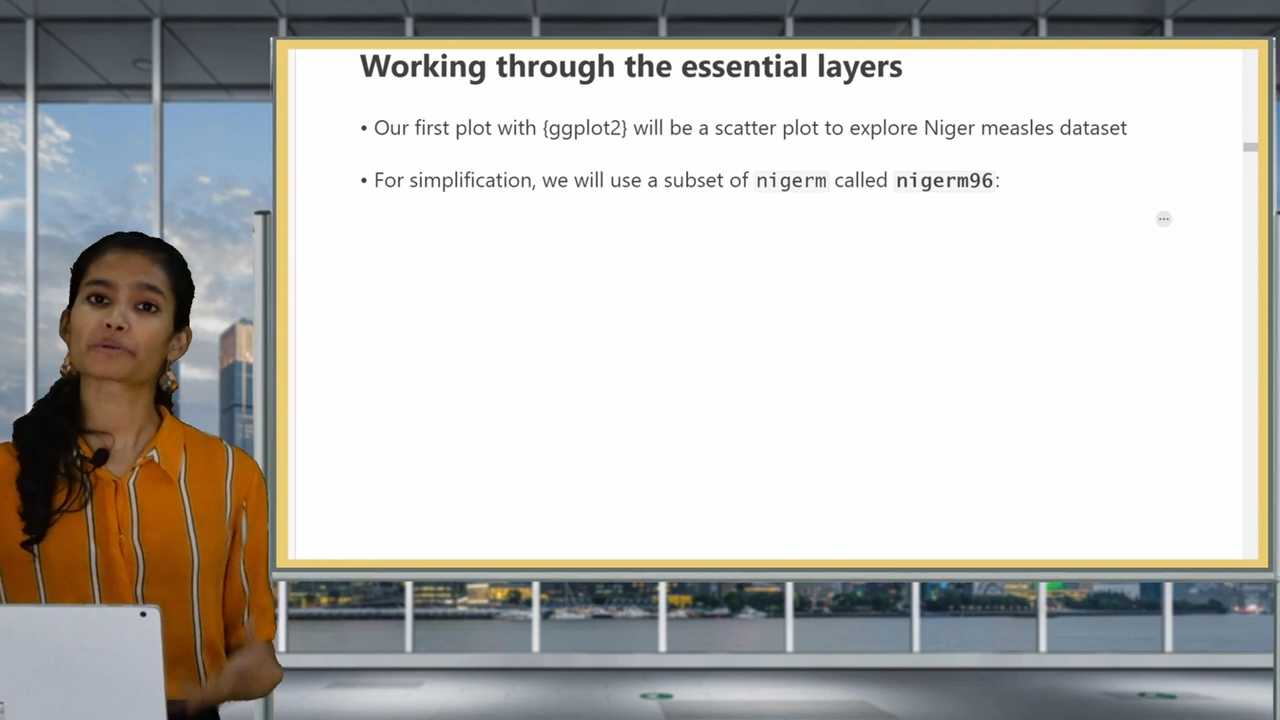 Working through the essential layers
• Our first plot with {ggplot2} will be a scatter plot to explore Niger measles dataset
• For simplification, we will use a subset of nigerm called nigerm96: